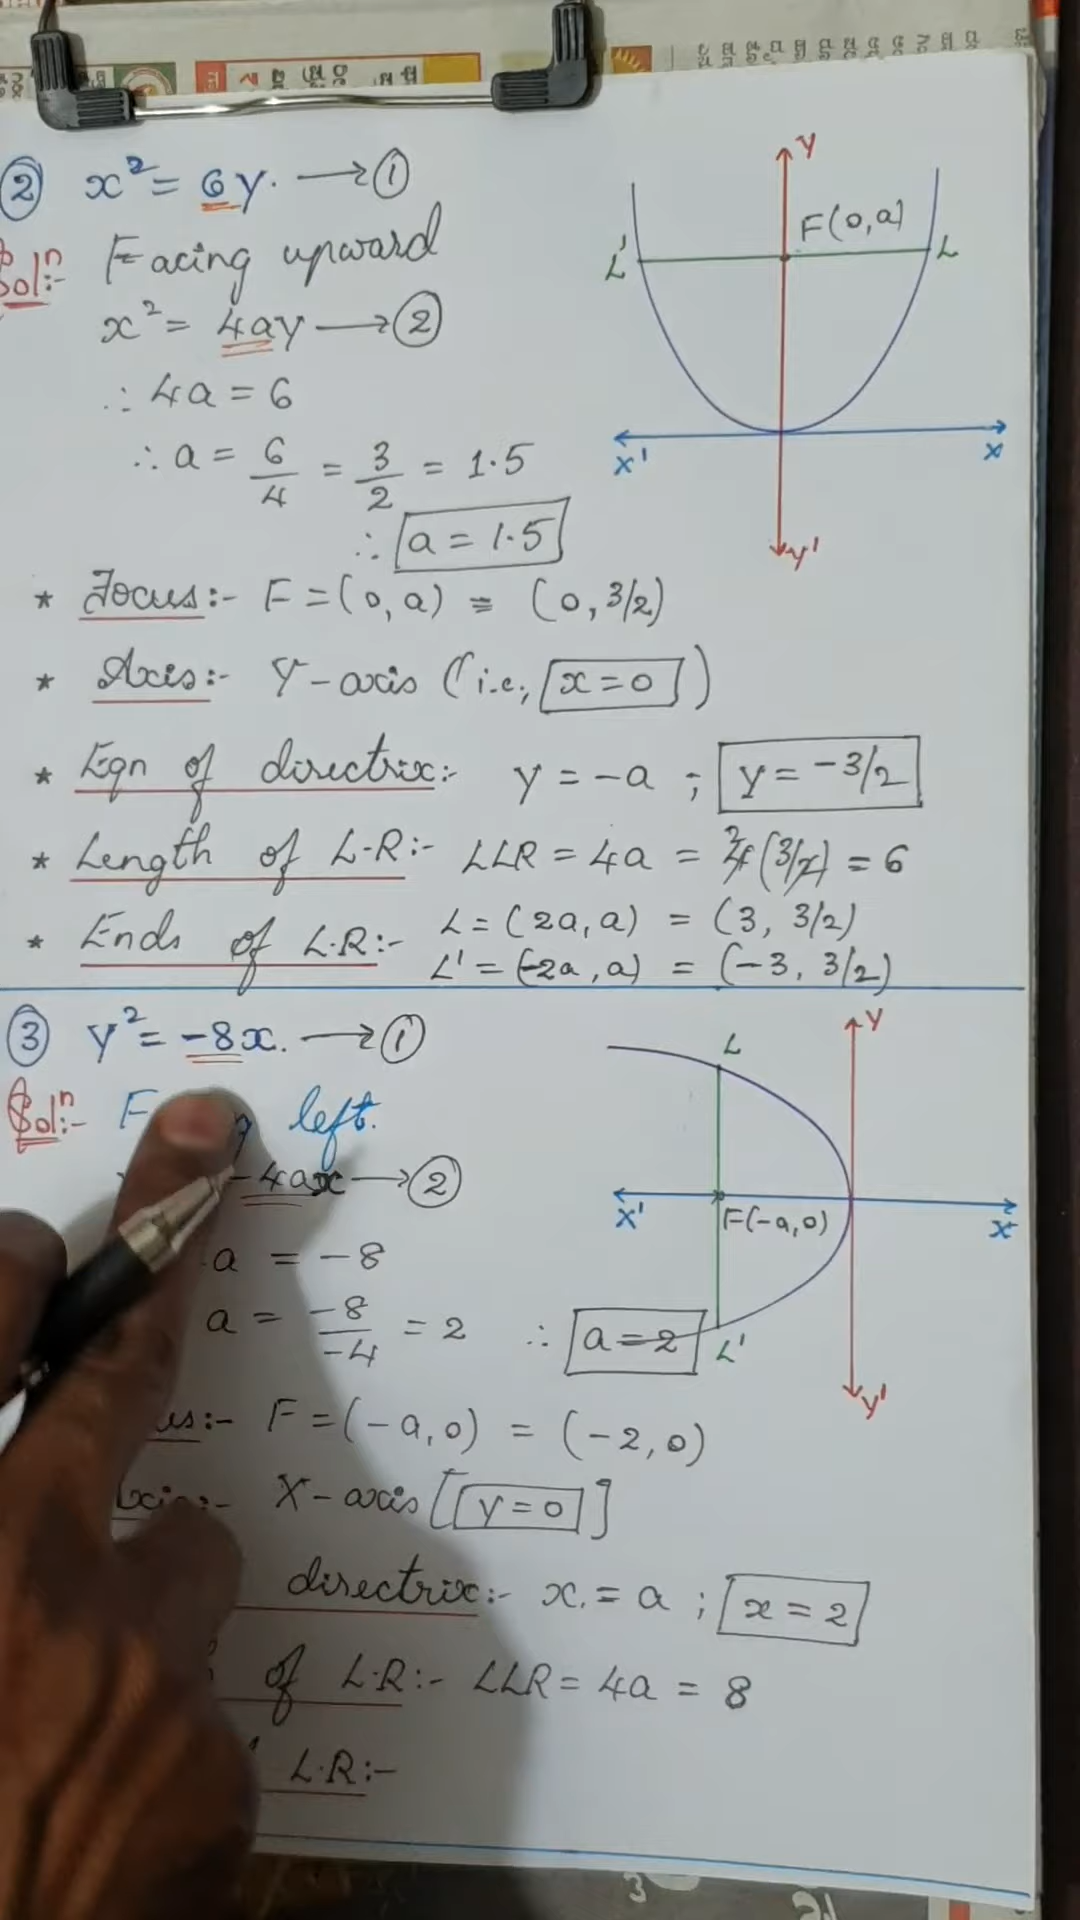 ② x² = 6y. → ①
Solⁿ:- Facing upward
x² = 4ay → ②
∴ 4a = 6
∴ a = 6/4 = 3/2 = 1.5
∴ a = 1.5
Y
F(0,a)
L' L
X' X
Y'
* Focus:- F = (0, a) = (0, 3/2)
* Axis:- Y-axis (i.e., x = 0)
* Eqn of directrix:- y = -a ; y = -3/2
* Length of L.R:- LLR = 4a = 4²(3/2) = 6
* Ends of L.R:- L = (2a, a) = (3, 3/2)
L' = (-2a, a) = (-3, 3/2)
③ y² = -8x. → ①
Solⁿ:- left.
-4ax → ②
a = -8
a = -8/-4 = 2 ∴ a = 2
Y
L
X' F(-a,0) X
L'
Y'
F = (-a, 0) = (-2, 0)
X-axis [y = 0]
directrix:- x = a ; x = 2
of L.R:- LLR = 4a = 8
L.R:-
3